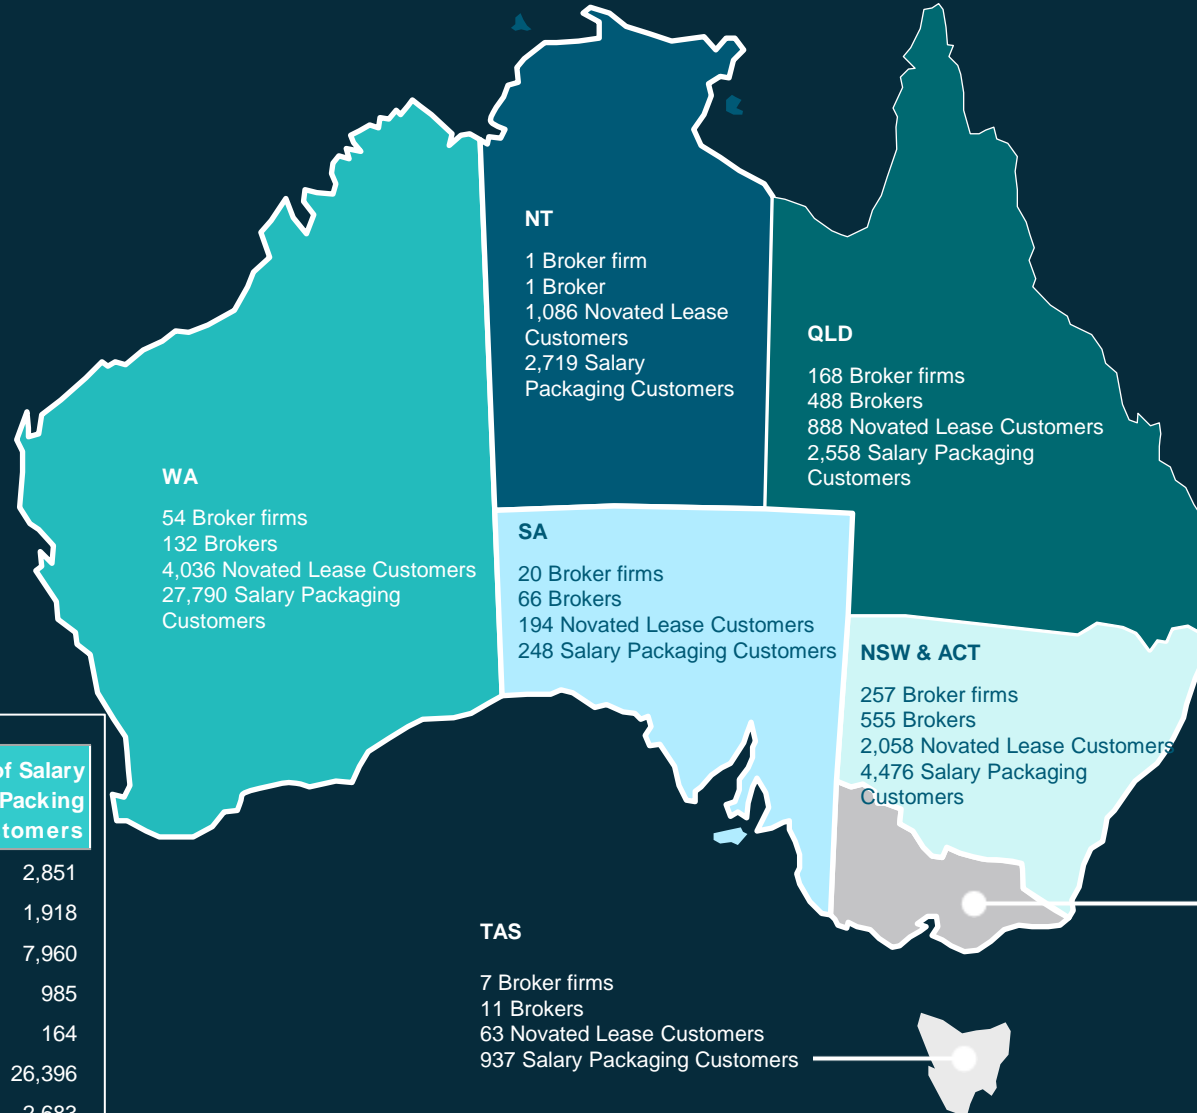 NT
1 Broker firm
1 Broker
1,086 Novated Lease
Customers
2,719 Salary
Packaging Customers
QLD
168 Broker firms
488 Brokers
888 Novated Lease Customers
2,558 Salary Packaging
Customers
WA
54 Broker firms
132 Brokers
4,036 Novated Lease Customers
27,790 Salary Packaging
Customers
SA
20 Broker firms
66 Brokers
194 Novated Lease Customers
248 Salary Packaging Customers
NSW & ACT
257 Broker firms
555 Brokers
2,058 Novated Lease Customers
4,476 Salary Packaging
Customers
of Salary
Packing
tomers
2,851
1,918
7,960
985
164
26,396
2,683
TAS
7 Broker firms
11 Brokers
63 Novated Lease Customers
937 Salary Packaging Customers